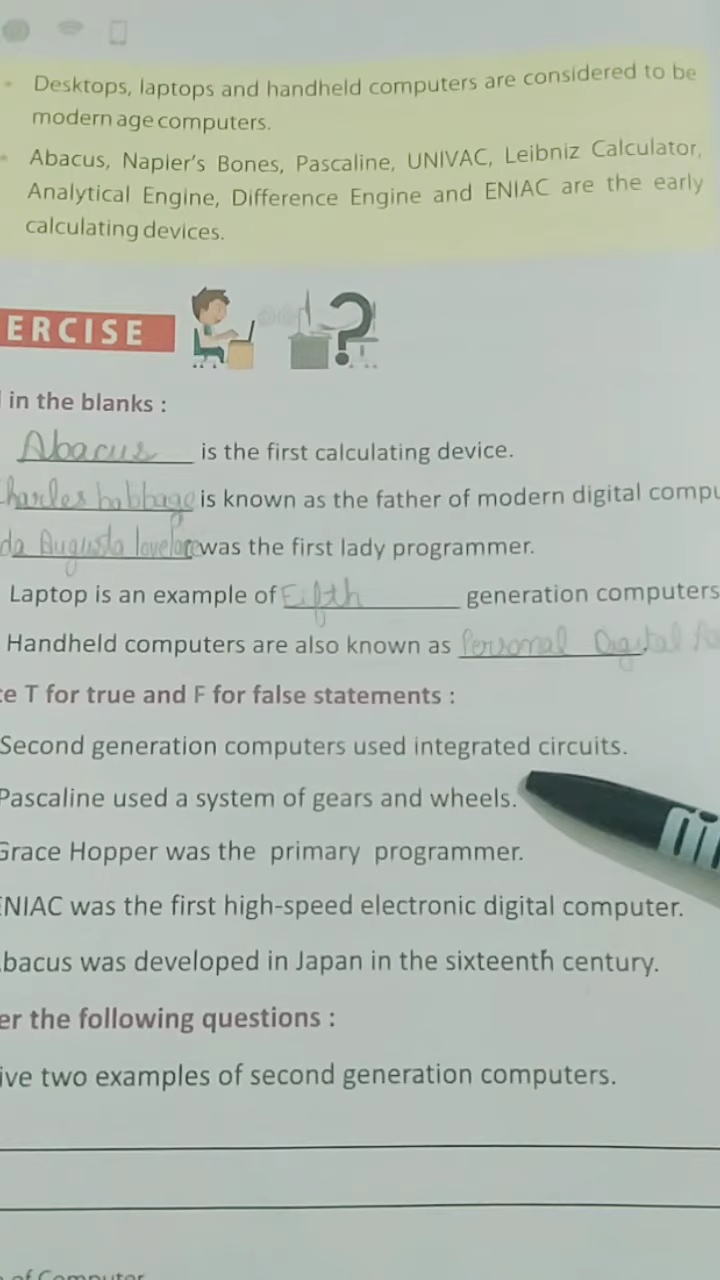 Desktops, laptops and handheld computers are considered to be
modern age computers.
Abacus, Napier's Bones, Pascaline, UNIVAC, Leibniz Calculator,
Analytical Engine, Difference Engine and ENIAC are the early
calculating devices.
ERCISE
in the blanks :
Abacus is the first calculating device.
Charles babbage is known as the father of modern digital compu
da Augusta lovelace was the first lady programmer.
Laptop is an example of Fifth generation computers
Handheld computers are also known as Personal Digital
te T for true and F for false statements :
Second generation computers used integrated circuits.
Pascaline used a system of gears and wheels.
Grace Hopper was the primary programmer.
ENIAC was the first high-speed electronic digital computer.
bacus was developed in Japan in the sixteenth century.
er the following questions :
ive two examples of second generation computers.
of Computer